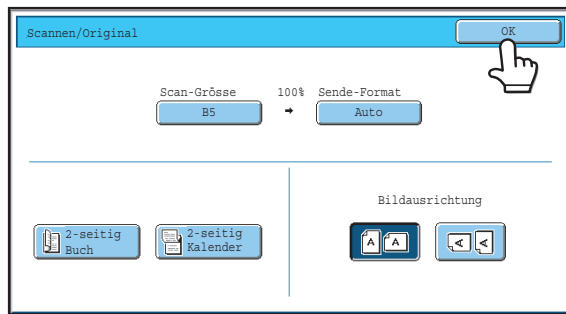 Scannen/Original
OK
Scan-Grösse 100% Sende-Format
B5 → Auto
Bildausrichtung
2-seitig
Buch
2-seitig
Kalender
A A A A